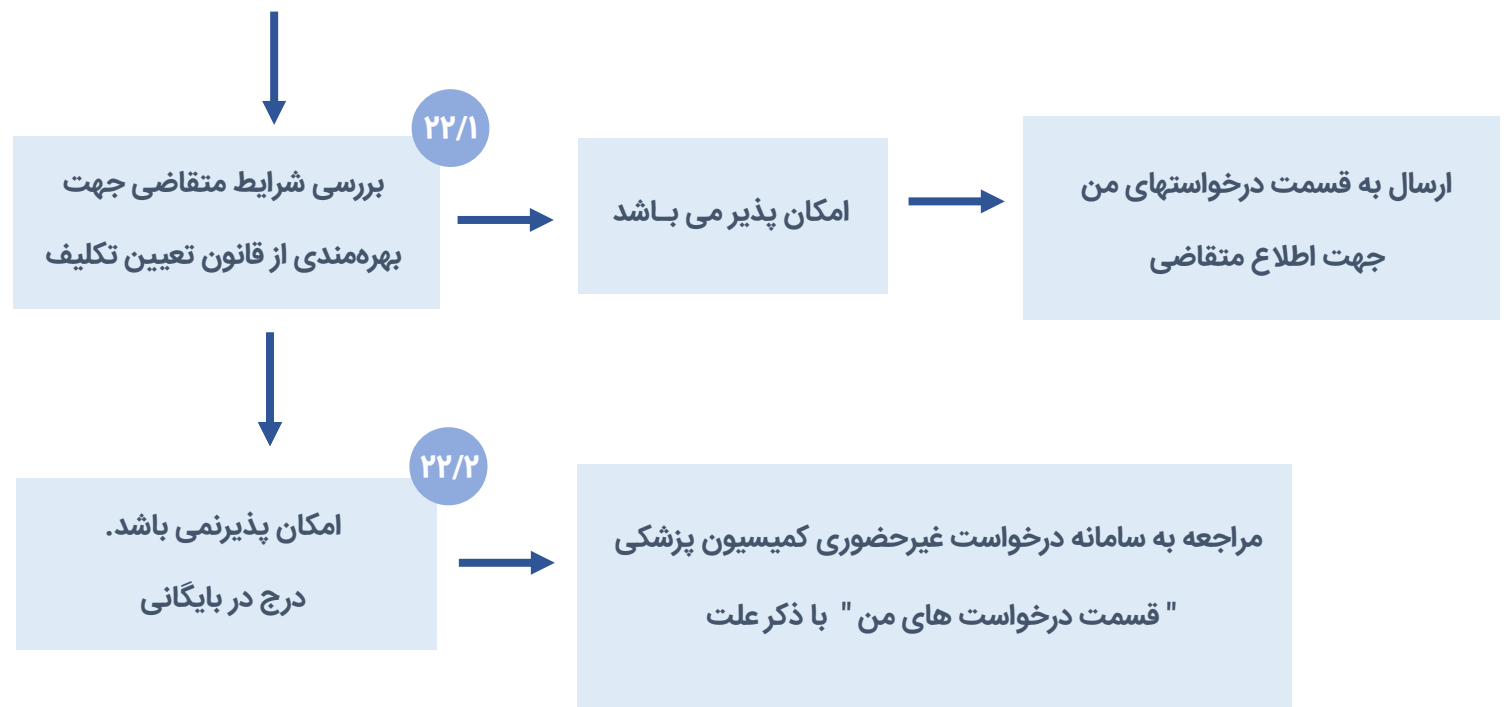 ۲۲/۱
بررسی شرایط متقاضی جهت
بهره‌مندی از قانون تعیین تکلیف
امکان پذیر می بـاشد
ارسال به قسمت درخواستهای من
جهت اطلاع متقاضی
۲۲/۲
امکان پذیرنمی باشد.
درج در بایگانی
مراجعه به سامانه درخواست غیرحضوری کمیسیون پزشکی
" قسمت درخواست های من " با ذکر علت